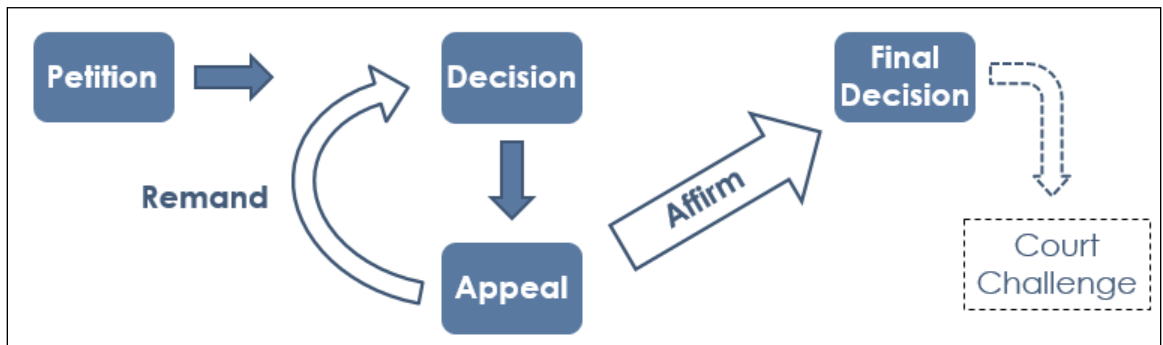 Petition
Decision
Final
Decision
Remand
Affirm
Appeal
Court
Challenge